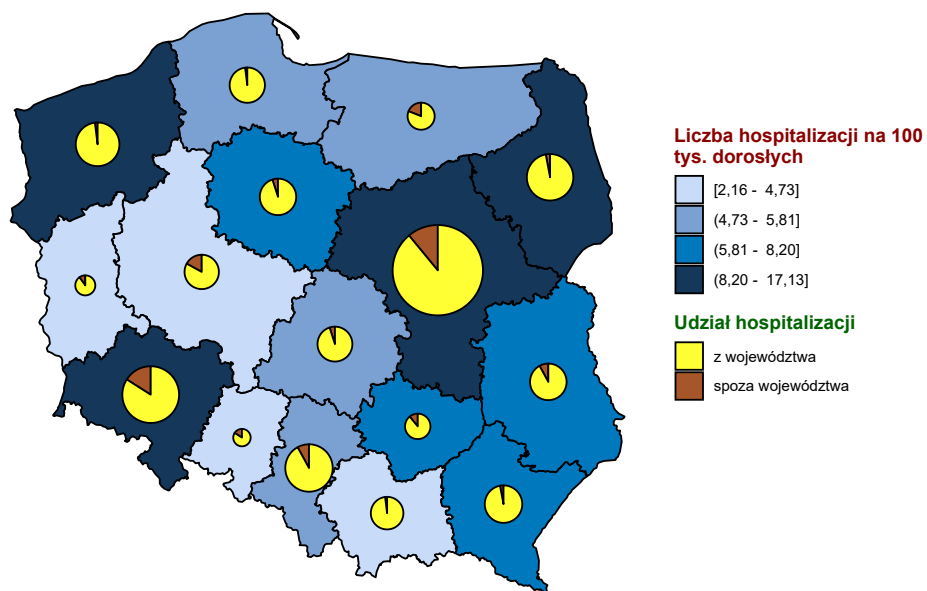 Liczba hospitalizacji na 100
tys. dorosłych
[2,16 - 4,73]
(4,73 - 5,81]
(5,81 - 8,20]
(8,20 - 17,13]
Udział hospitalizacji
z województwa
spoza województwa